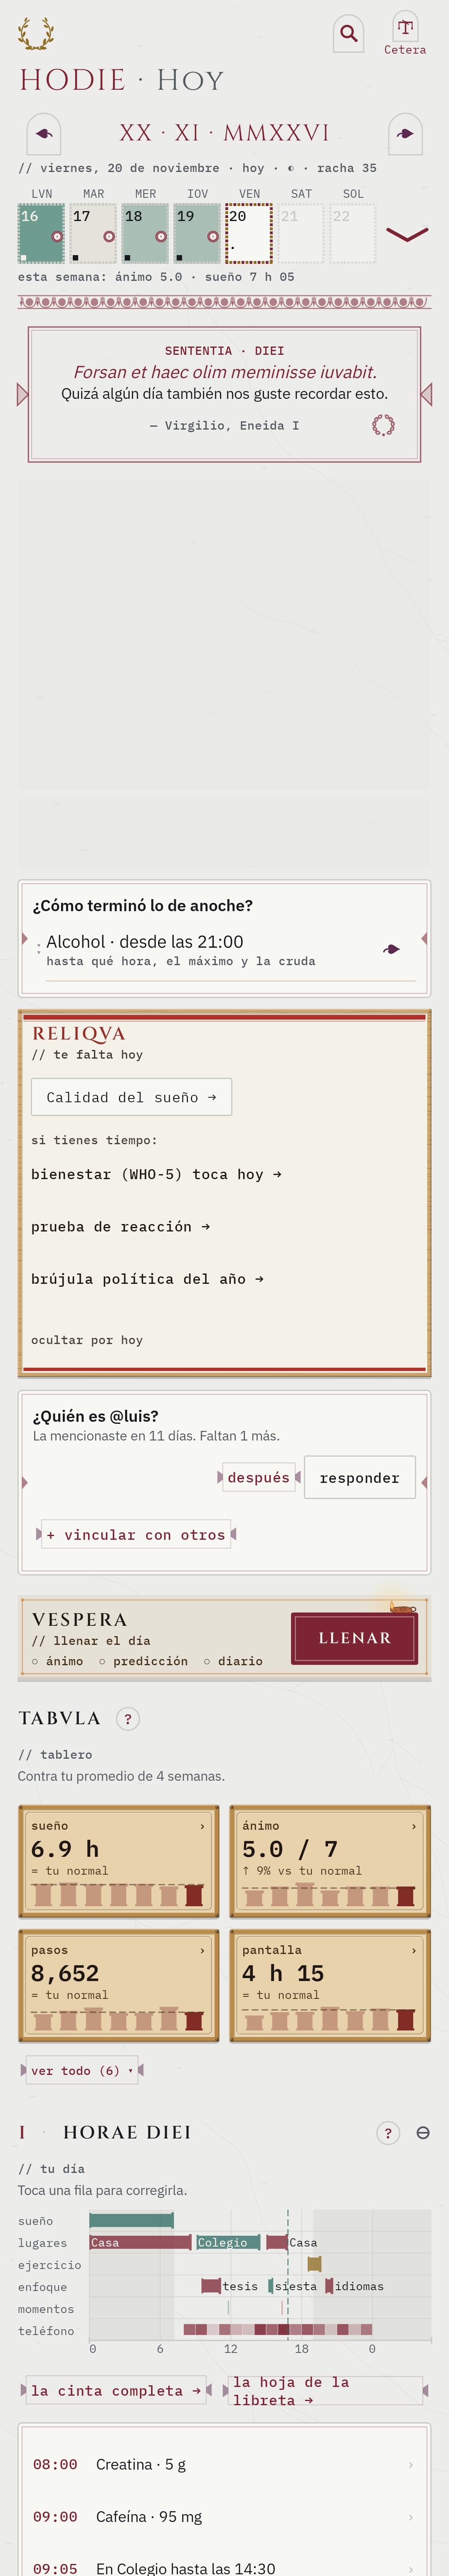 Cetera
HODIE · HOY
XX · XI · MMXXVI
// viernes, 20 de noviembre · hoy · ◐ · racha 35
LVN MAR MER IOV VEN SAT SOL
16 17 18 19 20 21 22
esta semana: ánimo 5.0 · sueño 7 h 05
SENTENTIA · DIEI
Forsan et haec olim meminisse iuvabit.
Quizá algún día también nos guste recordar esto.
— Virgilio, Eneida I
¿Cómo terminó lo de anoche?
Alcohol · desde las 21:00
hasta qué hora, el máximo y la cruda
RELIQVA
// te falta hoy
Calidad del sueño →
si tienes tiempo:
bienestar (WHO-5) toca hoy →
prueba de reacción →
brújula política del año →
ocultar por hoy
¿Quién es @luis?
La mencionaste en 11 días. Faltan 1 más.
después responder
+ vincular con otros
VESPERA
// llenar el día
○ ánimo ○ predicción ○ diario
LLENAR
TABVLA ?
// tablero
Contra tu promedio de 4 semanas.
sueño ›
6.9 h
= tu normal
ánimo ›
5.0 / 7
↑ 9% vs tu normal
pasos ›
8,652
= tu normal
pantalla ›
4 h 15
= tu normal
ver todo (6) ▾
I · HORAE DIEI ?
// tu día
Toca una fila para corregirla.
sueño
lugares Casa Colegio Casa
ejercicio
enfoque tesis siesta idiomas
momentos
teléfono
0 6 12 18 0
la cinta completa →
la hoja de la
libreta →
08:00 Creatina · 5 g ›
09:00 Cafeína · 95 mg ›
09:05 En Colegio hasta las 14:30 ›